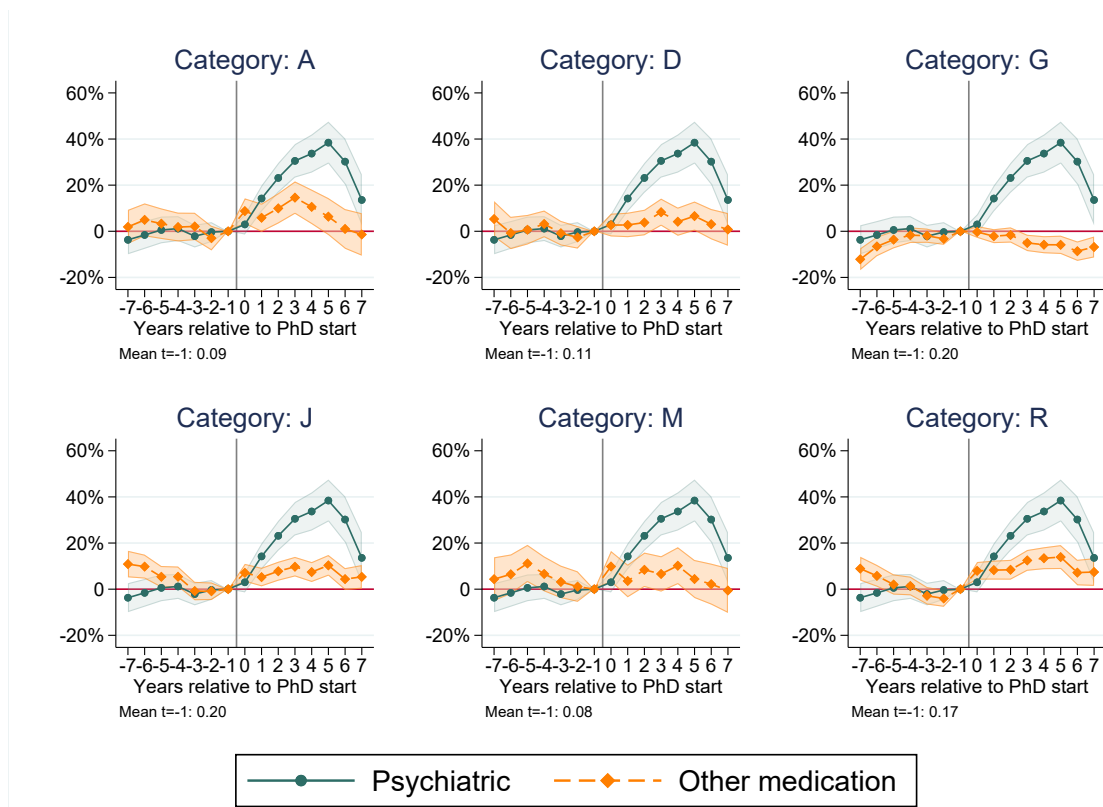 Category: A
60%
40%
20%
0%
-20%
-7 -6 -5 -4 -3 -2 -1 0 1 2 3 4 5 6 7
Years relative to PhD start
Mean t=-1: 0.09
Category: D
60%
40%
20%
0%
-20%
-7 -6 -5 -4 -3 -2 -1 0 1 2 3 4 5 6 7
Years relative to PhD start
Mean t=-1: 0.11
Category: G
60%
40%
20%
0%
-20%
-7 -6 -5 -4 -3 -2 -1 0 1 2 3 4 5 6 7
Years relative to PhD start
Mean t=-1: 0.20
Category: J
60%
40%
20%
0%
-20%
-7 -6 -5 -4 -3 -2 -1 0 1 2 3 4 5 6 7
Years relative to PhD start
Mean t=-1: 0.20
Category: M
60%
40%
20%
0%
-20%
-7 -6 -5 -4 -3 -2 -1 0 1 2 3 4 5 6 7
Years relative to PhD start
Mean t=-1: 0.08
Category: R
60%
40%
20%
0%
-20%
-7 -6 -5 -4 -3 -2 -1 0 1 2 3 4 5 6 7
Years relative to PhD start
Mean t=-1: 0.17
Psychiatric
Other medication